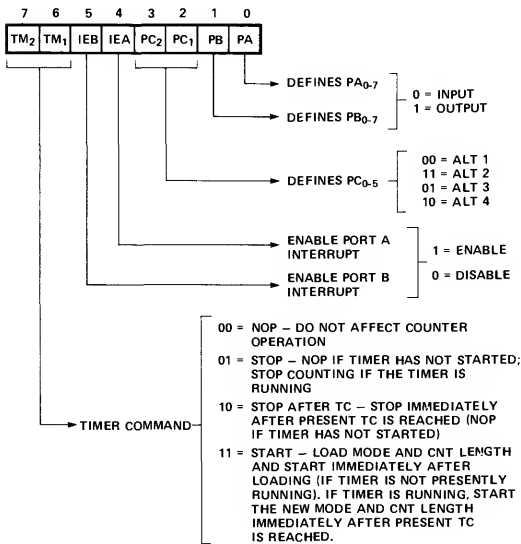 7 6 5 4 3 2 1 0
TM2 TM1 IEB IEA PC2 PC1 PB PA
DEFINES PA0-7
DEFINES PB0-7
0 = INPUT
1 = OUTPUT
DEFINES PC0-5
00 = ALT 1
11 = ALT 2
01 = ALT 3
10 = ALT 4
ENABLE PORT A
INTERRUPT
ENABLE PORT B
INTERRUPT
1 = ENABLE
0 = DISABLE
TIMER COMMAND
00 = NOP – DO NOT AFFECT COUNTER
OPERATION
01 = STOP – NOP IF TIMER HAS NOT STARTED;
STOP COUNTING IF THE TIMER IS
RUNNING
10 = STOP AFTER TC – STOP IMMEDIATELY
AFTER PRESENT TC IS REACHED (NOP
IF TIMER HAS NOT STARTED)
11 = START – LOAD MODE AND CNT LENGTH
AND START IMMEDIATELY AFTER
LOADING (IF TIMER IS NOT PRESENTLY
RUNNING). IF TIMER IS RUNNING, START
THE NEW MODE AND CNT LENGTH
IMMEDIATELY AFTER PRESENT TC
IS REACHED.